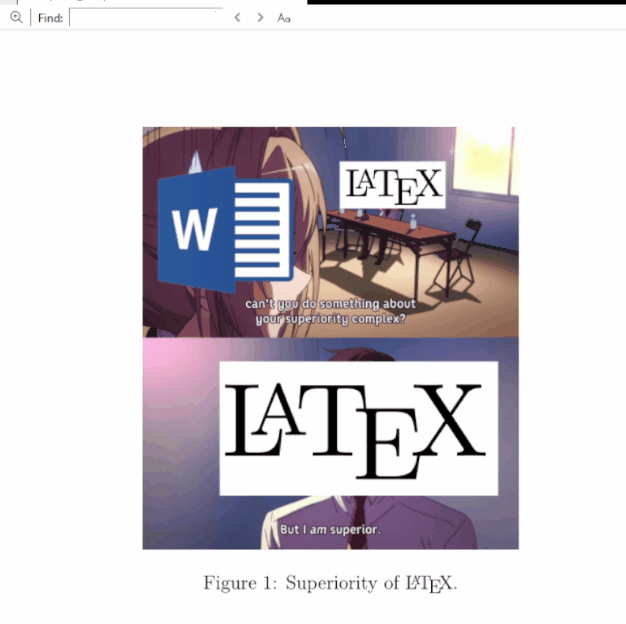 Find:
Aa
LATEX
W
can't you do something about
your superiority complex?
LATEX
But I am superior.
Figure 1: Superiority of LATEX.